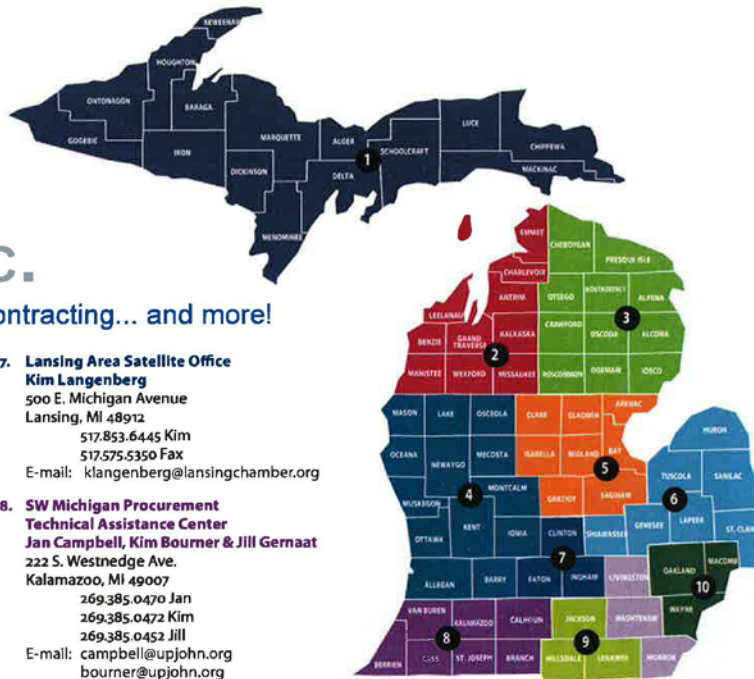 c.
ontracting... and more!
7. Lansing Area Satellite Office
Kim Langenberg
500 E. Michigan Avenue
Lansing, MI 48912
517.853.6445 Kim
517.575.5350 Fax
E-mail: klangenberg@lansingchamber.org
8. SW Michigan Procurement
Technical Assistance Center
Jan Campbell, Kim Bourner & Jill Gernaat
222 S. Westnedge Ave.
Kalamazoo, MI 49007
269.385.0470 Jan
269.385.0472 Kim
269.385.0452 Jill
E-mail: campbell@upjohn.org
bourner@upjohn.org
KEWEENAW
HOUGHTON
ONTONAGON
BARAGA
GOGEBIC
IRON
MARQUETTE
ALGER
LUCE
CHIPPEWA
SCHOOLCRAFT
1
DICKINSON
DELTA
MACKINAC
MENOMINEE
EMMET
CHEBOYGAN
PRESQUE ISLE
CHARLEVOIX
ANTRIM
OTSEGO
MONTMORENCY
ALPENA
LEELANAU
BENZIE
GRAND TRAVERSE
KALKASKA
CRAWFORD
OSCODA
3
ALCONA
2
MANISTEE
WEXFORD
MISSAUKEE
ROSCOMMON
OGEMAW
IOSCO
MASON
LAKE
OSCEOLA
CLARE
GLADWIN
ARENAC
HURON
OCEANA
NEWAYGO
MECOSTA
ISABELLA
MIDLAND
BAY
5
TUSCOLA
SANILAC
4
MONTCALM
GRATIOT
SAGINAW
6
MUSKEGON
KENT
OTTAWA
IONIA
CLINTON
SHIAWASSEE
GENESEE
LAPEER
ST. CLAI
7
ALLEGAN
BARRY
EATON
INGHAM
LIVINGSTON
OAKLAND
MACOMB
10
VAN BUREN
KALAMAZOO
CALHOUN
JACKSON
WASHTENAW
WAYNE
8
9
BERRIEN
CASS
ST. JOSEPH
BRANCH
HILLSDALE
LENAWEE
MONROE